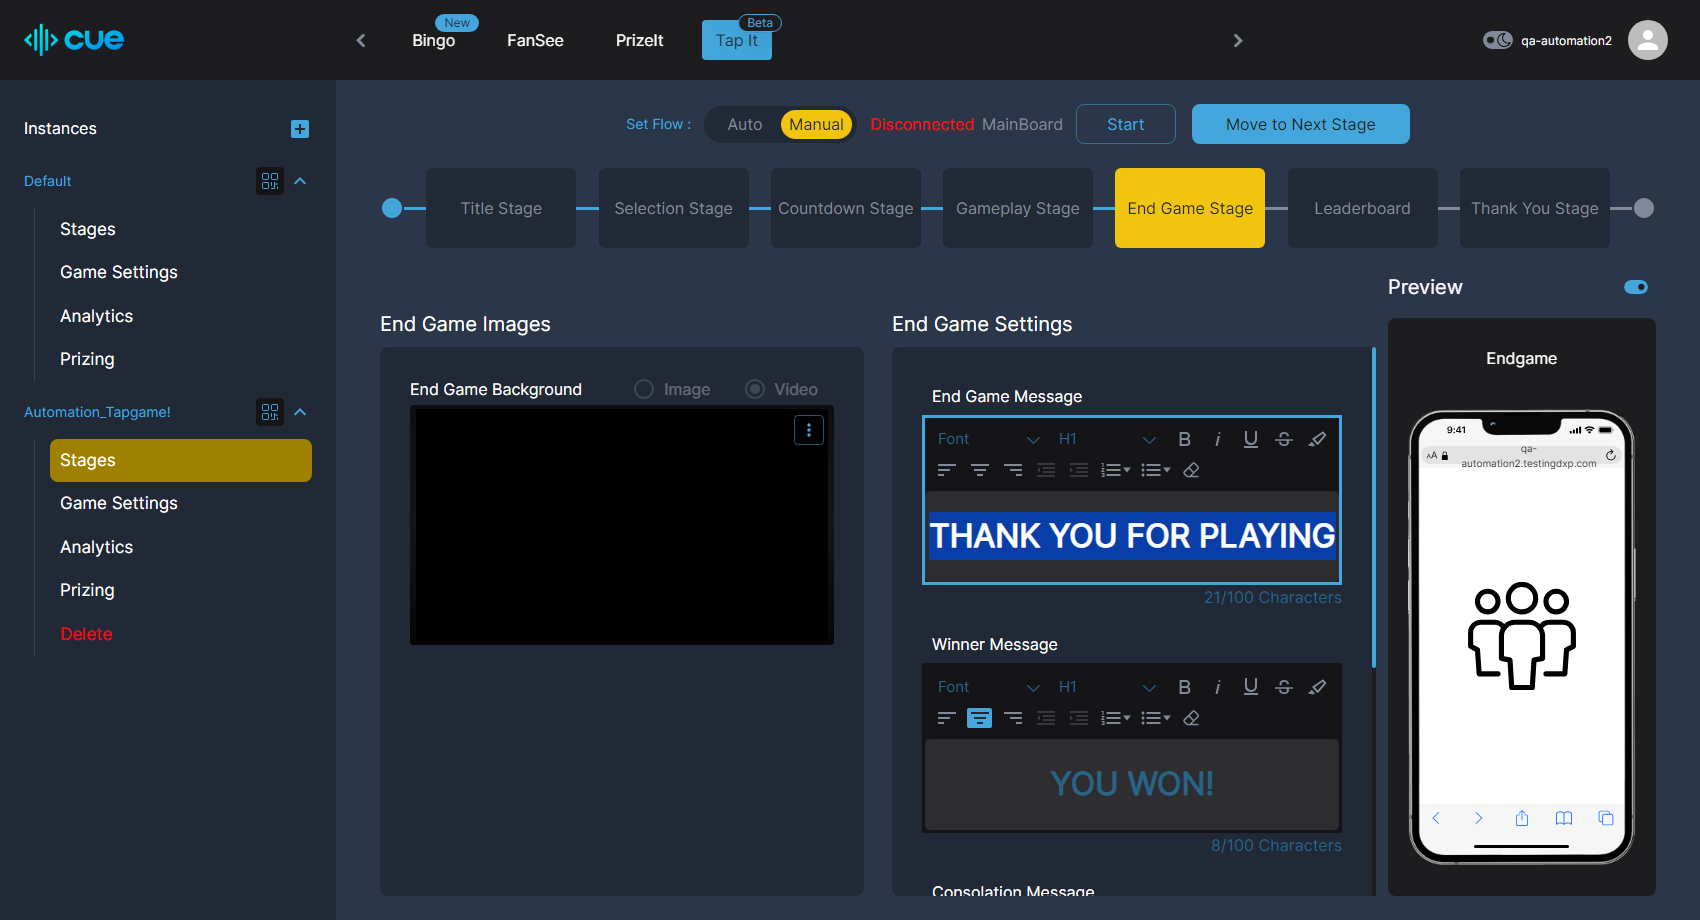 cue
New
Bingo
FanSee
PrizeIt
Beta
Tap It
qa-automation2
Instances
Default
Stages
Game Settings
Analytics
Prizing
Automation_Tapgame!
Stages
Game Settings
Analytics
Prizing
Delete
Set Flow :
Auto
Manual
Disconnected MainBoard
Start
Move to Next Stage
Title Stage
Selection Stage
Countdown Stage
Gameplay Stage
End Game Stage
Leaderboard
Thank You Stage
End Game Images
End Game Background
Image
Video
End Game Settings
End Game Message
Font
H1
B
i
U
S
THANK YOU FOR PLAYING
21/100 Characters
Winner Message
Font
H1
B
i
U
S
YOU WON!
8/100 Characters
Consolation Message
Preview
Endgame
9:41
AA
qa-
automation2.testingdxp.com